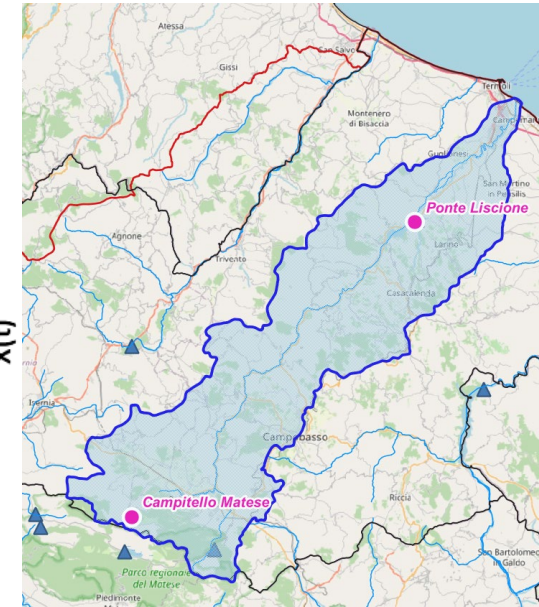 Atessa
San Salvo
Gissi
Termoli
Montenero
di Bisaccia
San Martino
in Pensilis
Ponte Liscione
Agnone
Larino
Trivento
Casacalenda
x(t)
Isernia
Campobasso
Campitello Matese
Riccia
San Bartolomeo
in Galdo
Parco regionale
del Matese
Piedimonte